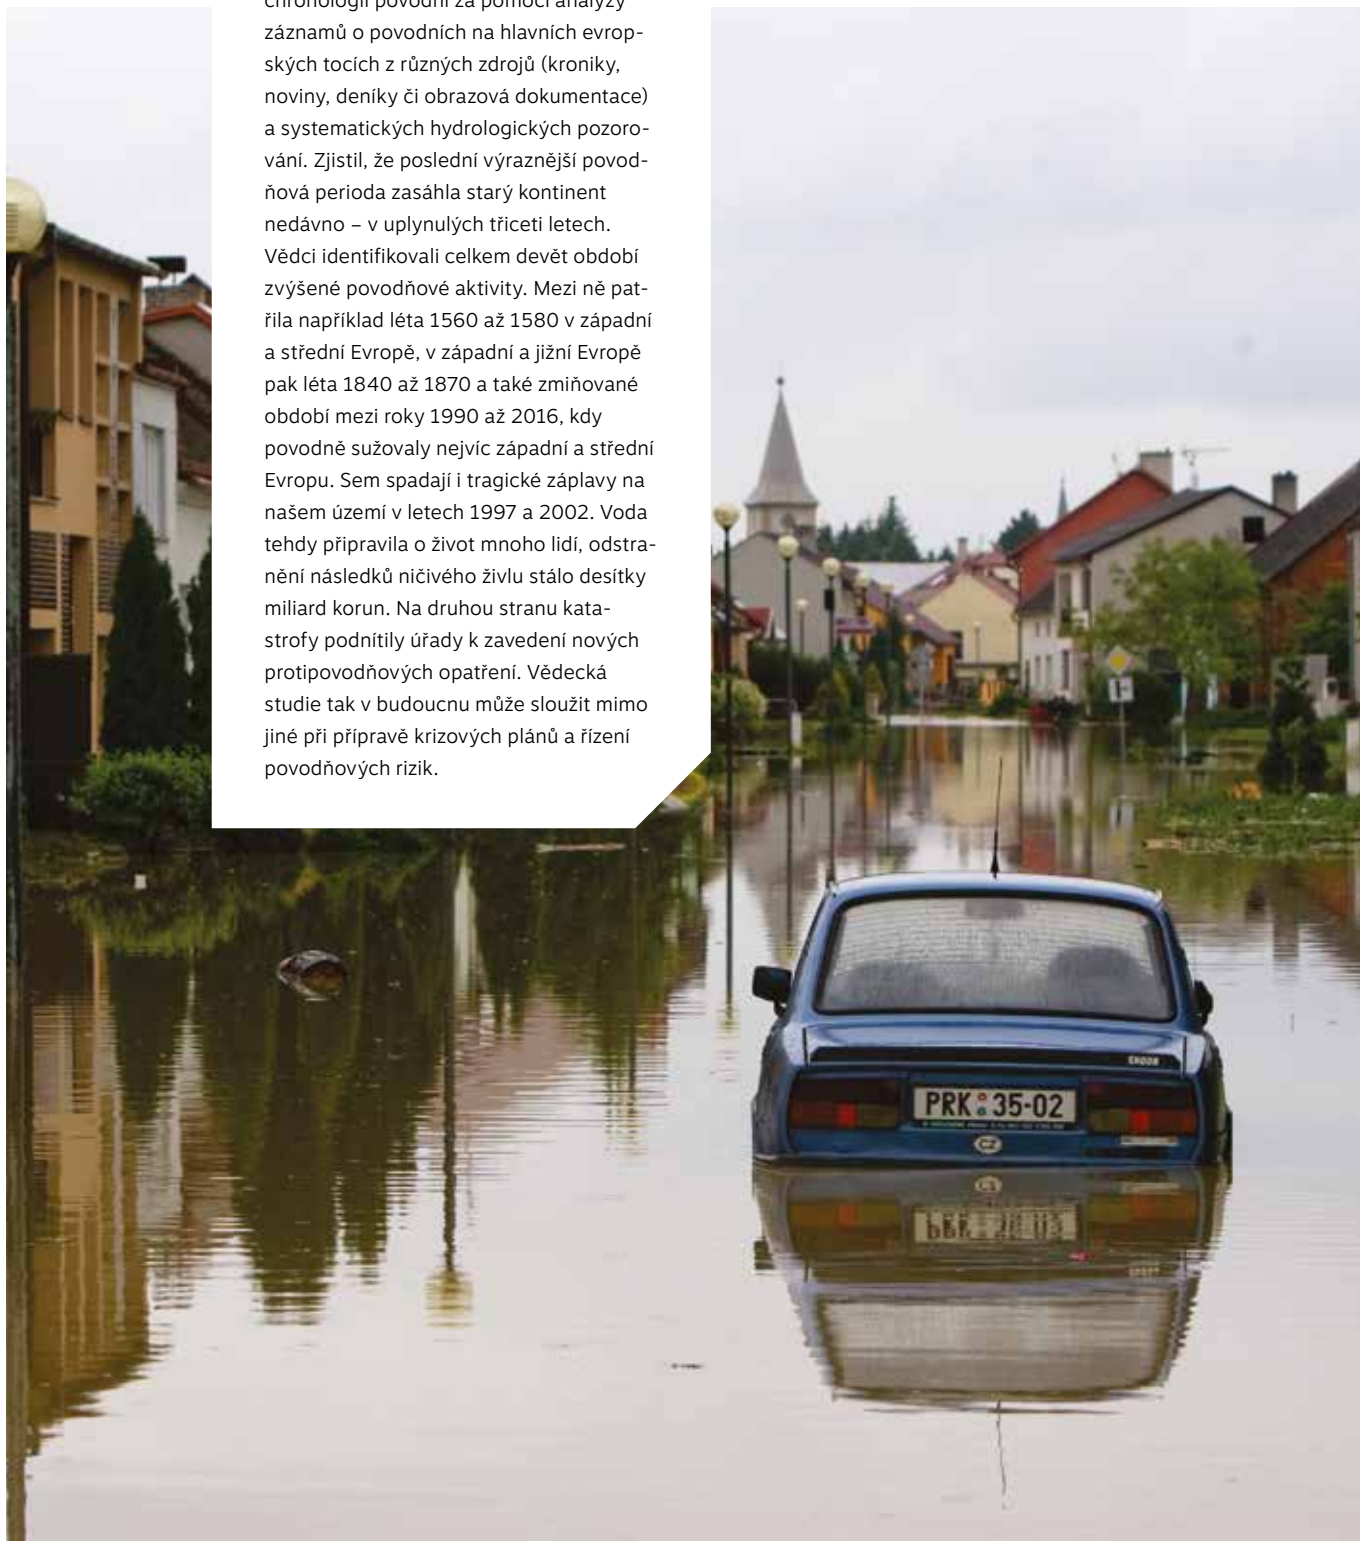 chronologii povodní za pomoci analýzy
záznamů o povodních na hlavních evrop-
ských tocích z různých zdrojů (kroniky,
noviny, deníky či obrazová dokumentace)
a systematických hydrologických pozoro-
vání. Zjistil, že poslední výraznější povod-
ňová perioda zasáhla starý kontinent
nedávno – v uplynulých třiceti letech.
Vědci identifikovali celkem devět období
zvýšené povodňové aktivity. Mezi ně pat-
řila například léta 1560 až 1580 v západní
a střední Evropě, v západní a jižní Evropě
pak léta 1840 až 1870 a také zmiňované
období mezi roky 1990 až 2016, kdy
povodně sužovaly nejvíc západní a střední
Evropu. Sem spadají i tragické záplavy na
našem území v letech 1997 a 2002. Voda
tehdy připravila o život mnoho lidí, odstra-
nění následků ničivého živlu stálo desítky
miliard korun. Na druhou stranu kata-
strofy podnítily úřady k zavedení nových
protipovodňových opatření. Vědecká
studie tak v budoucnu může sloužit mimo
jiné při přípravě krizových plánů a řízení
povodňových rizik.
ŠKODA
PRK 35-02
CZ